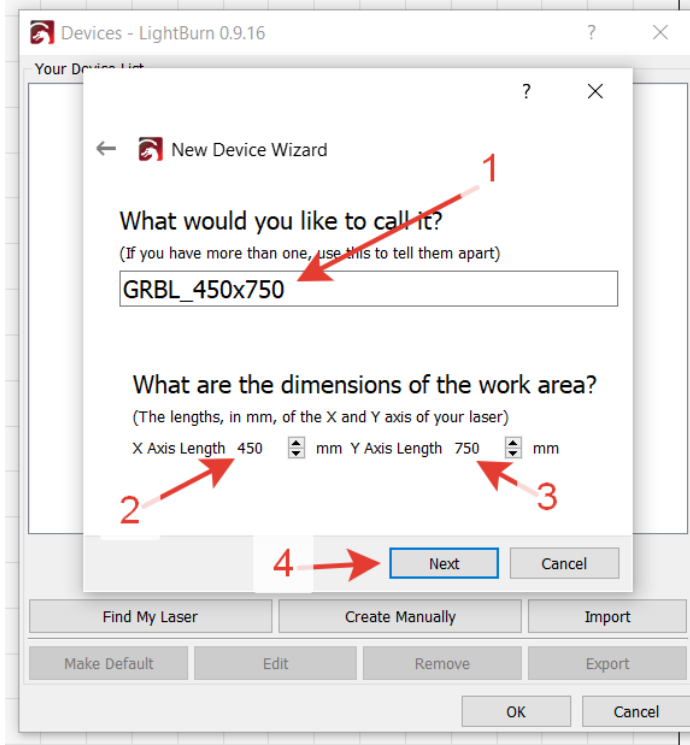 Devices - LightBurn 0.9.16 ?
Your Device List
?
New Device Wizard
1
What would you like to call it?
(If you have more than one, use this to tell them apart)
GRBL_450x750
What are the dimensions of the work area?
(The lengths, in mm, of the X and Y axis of your laser)
X Axis Length 450 mm Y Axis Length 750 mm
2
3
4
Next Cancel
Find My Laser Create Manually Import
Make Default Edit Remove Export
OK Cancel